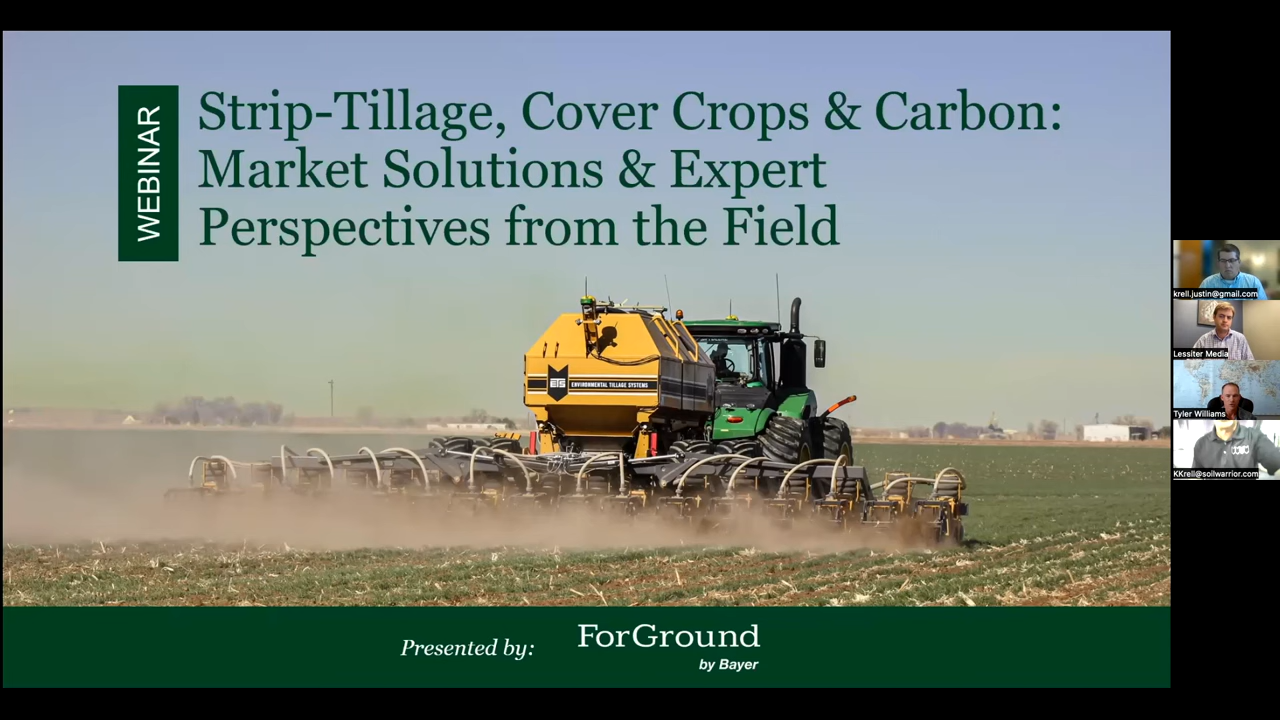 WEBINAR
Strip-Tillage, Cover Crops & Carbon:
Market Solutions & Expert
Perspectives from the Field
ENVIRONMENTAL TILLAGE SYSTEMS
krell.justin@gmail.com
Lessiter Media
Tyler Williams
KKrell@soilwarrior.com
Presented by:
ForGround
by Bayer